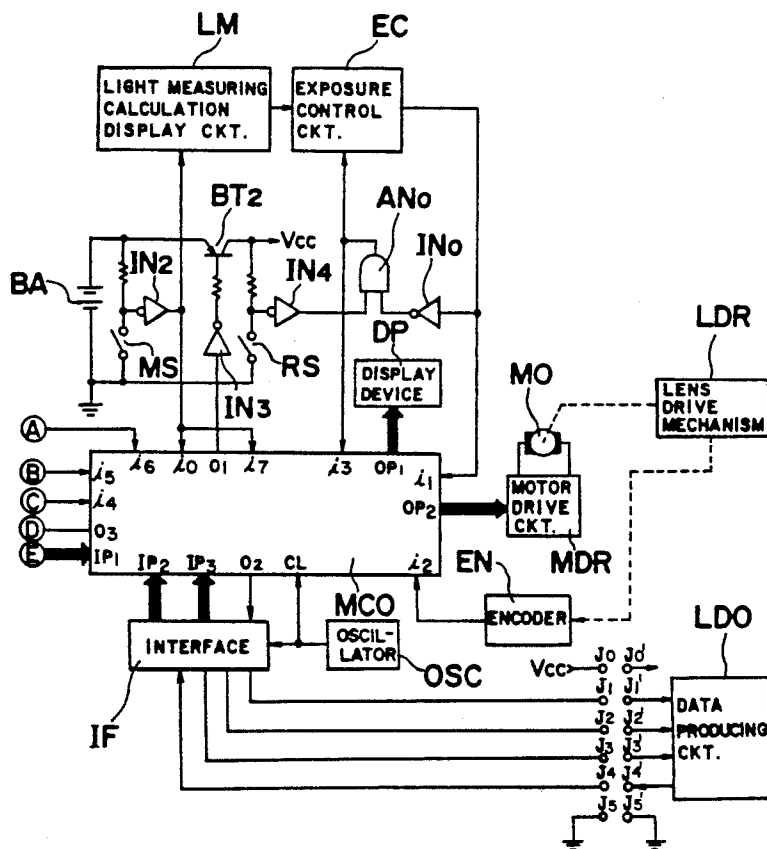 LM
EC
LIGHT MEASURING
CALCULATION
DISPLAY CKT.
EXPOSURE
CONTROL
CKT.
BT2
ANo
INo
Vcc
IN2
IN4
BA
MS
RS
IN3
DP
DISPLAY
DEVICE
MO
LDR
LENS
DRIVE
MECHANISM
A
B
C
D
E
i6
i0
O1
i7
i3
OP1
i1
i5
i4
O3
IP1
OP2
MOTOR
DRIVE
CKT.
MDR
IP2
IP3
O2
CL
i2
MCO
EN
ENCODER
INTERFACE
OSCIL-
LATOR
OSC
IF
LDO
Vcc
J0
J0'
J1
J1'
J2
J2'
J3
J3'
J4
J4'
J5
J5'
DATA
PRODUCING
CKT.